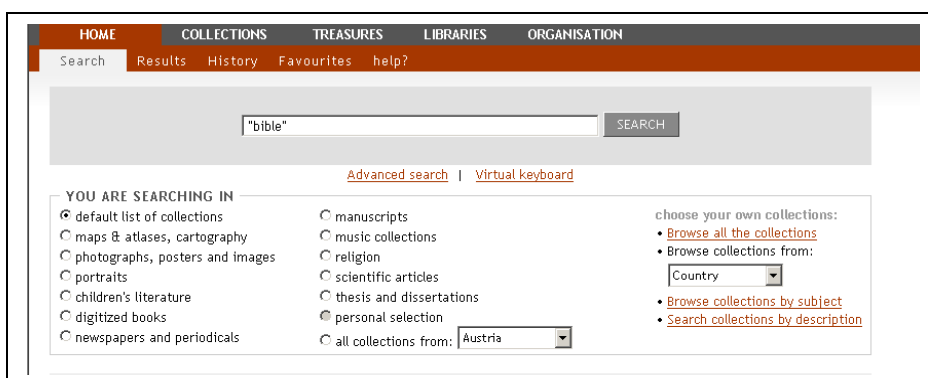 HOME COLLECTIONS TREASURES LIBRARIES ORGANISATION
Search Results History Favourites help?
"bible" SEARCH
Advanced search | Virtual keyboard
YOU ARE SEARCHING IN
default list of collections
maps & atlases, cartography
photographs, posters and images
portraits
children's literature
digitized books
newspapers and periodicals
manuscripts
music collections
religion
scientific articles
thesis and dissertations
personal selection
all collections from: Austria
choose your own collections:
• Browse all the collections
• Browse collections from:
Country
• Browse collections by subject
• Search collections by description